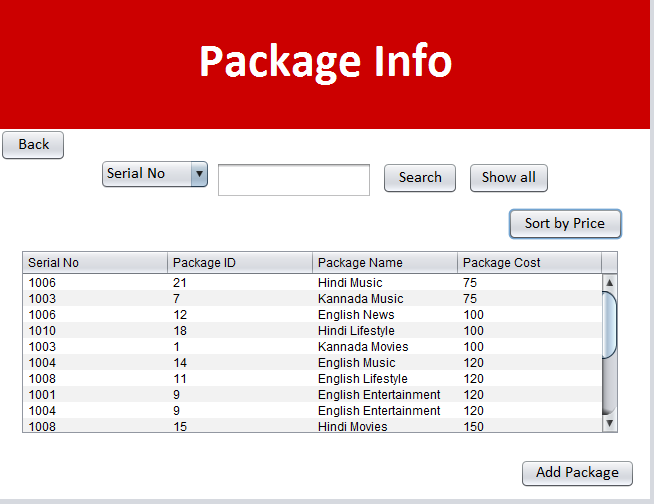 Package Info
Back
Serial No
Search
Show all
Sort by Price
Serial No Package ID Package Name Package Cost
1006 21 Hindi Music 75
1003 7 Kannada Music 75
1006 12 English News 100
1010 18 Hindi Lifestyle 100
1003 1 Kannada Movies 100
1004 14 English Music 120
1008 11 English Lifestyle 120
1001 9 English Entertainment 120
1004 9 English Entertainment 120
1008 15 Hindi Movies 150
Add Package